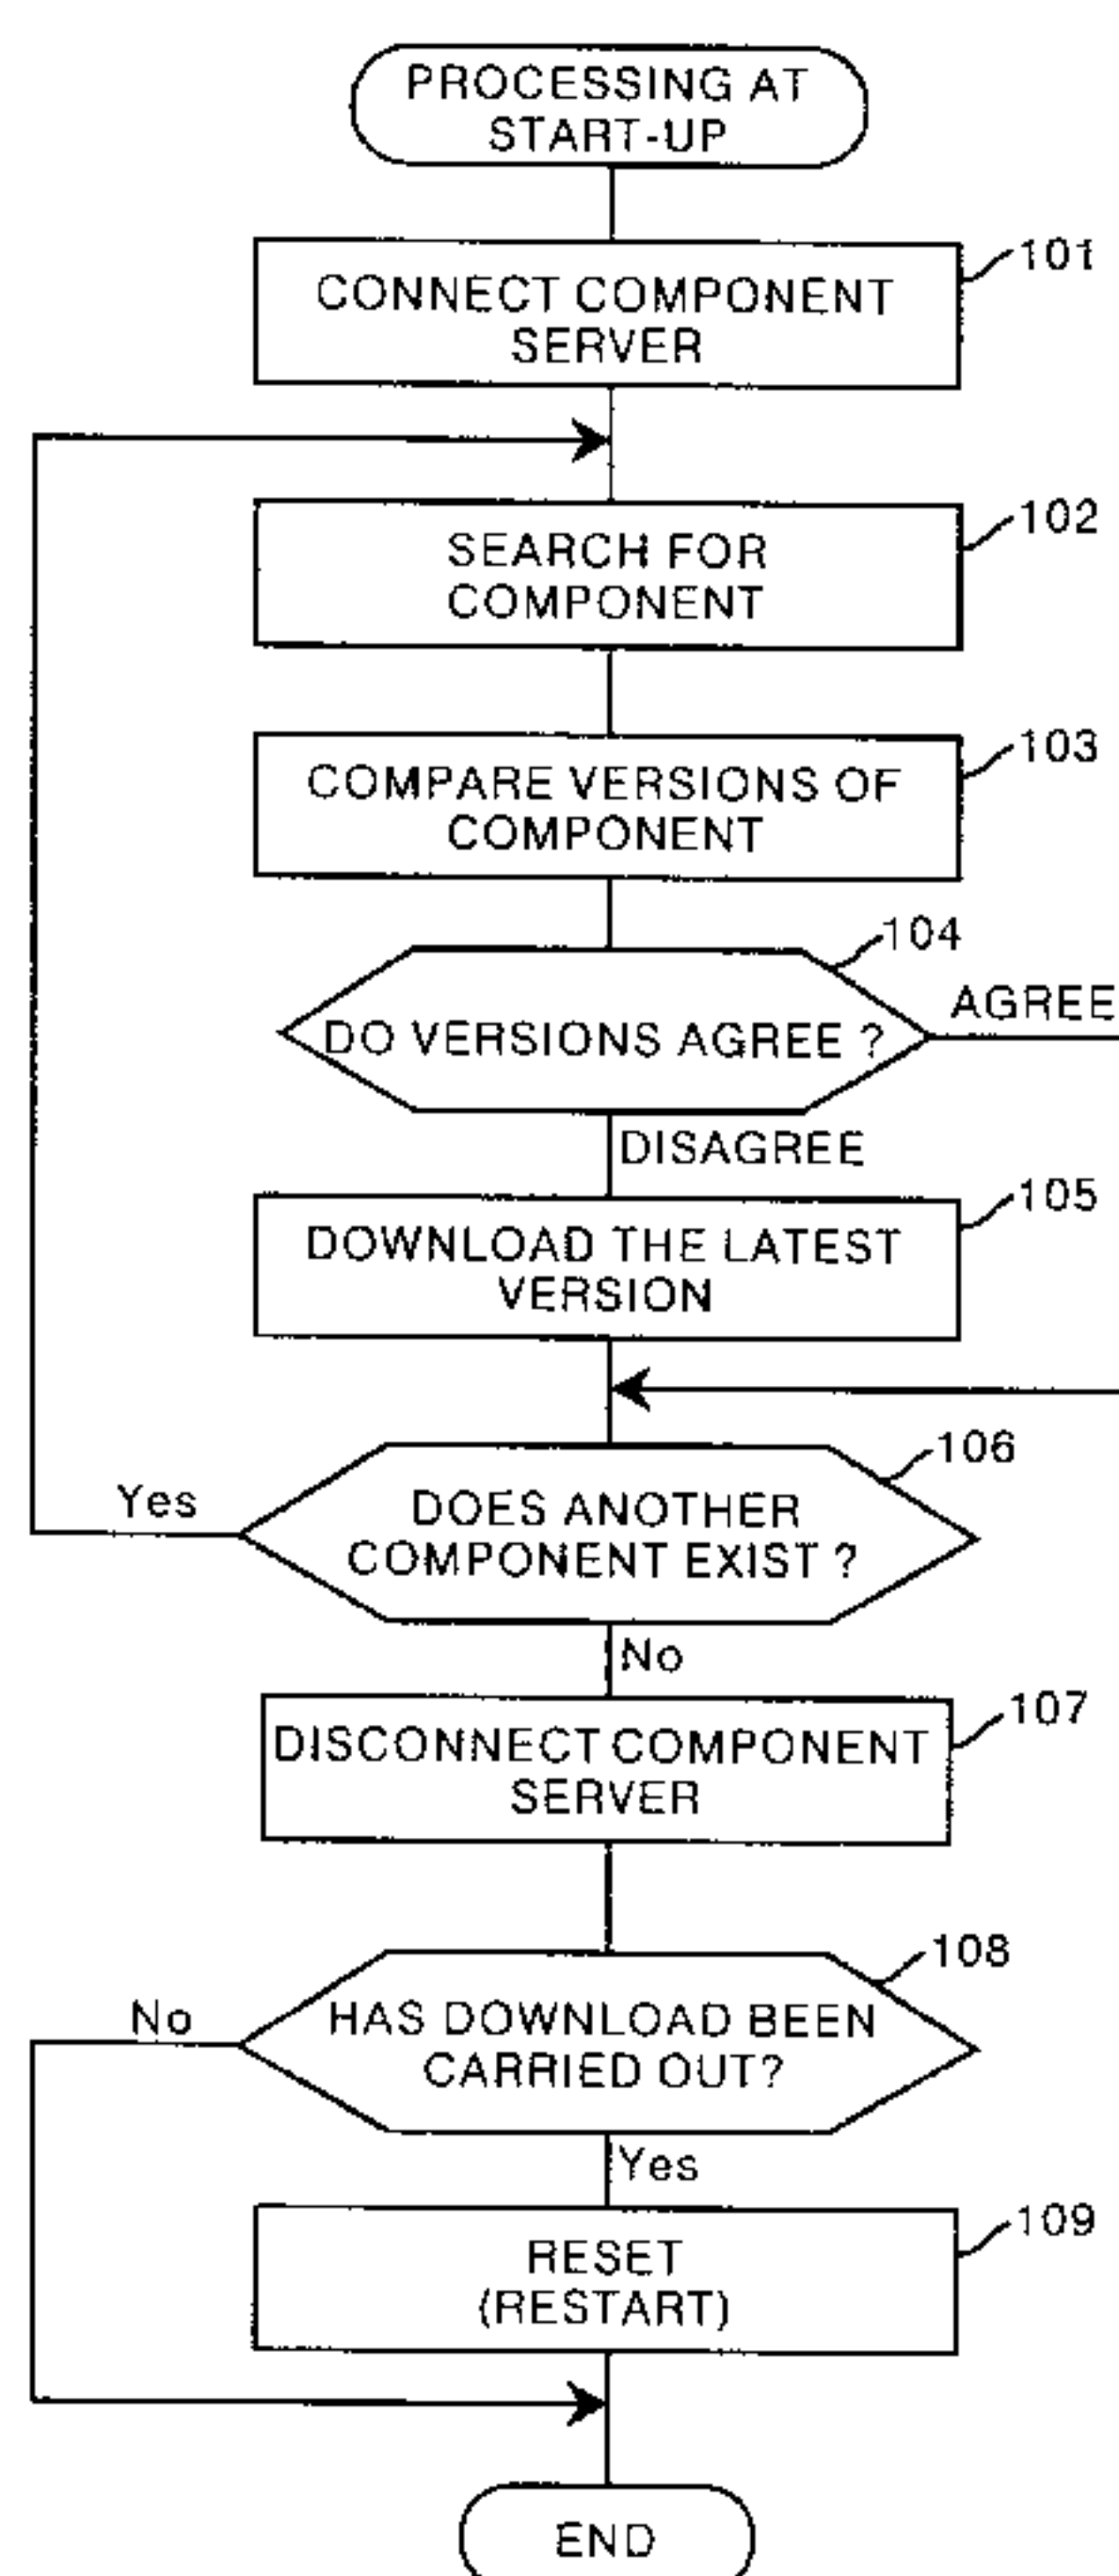 PROCESSING AT
START-UP
101
CONNECT COMPONENT
SERVER
102
SEARCH FOR
COMPONENT
103
COMPARE VERSIONS OF
COMPONENT
104
AGREE
DO VERSIONS AGREE ?
DISAGREE
105
DOWNLOAD THE LATEST
VERSION
106
Yes
DOES ANOTHER
COMPONENT EXIST ?
No
107
DISCONNECT COMPONENT
SERVER
108
No
HAS DOWNLOAD BEEN
CARRIED OUT?
Yes
109
RESET
(RESTART)
END